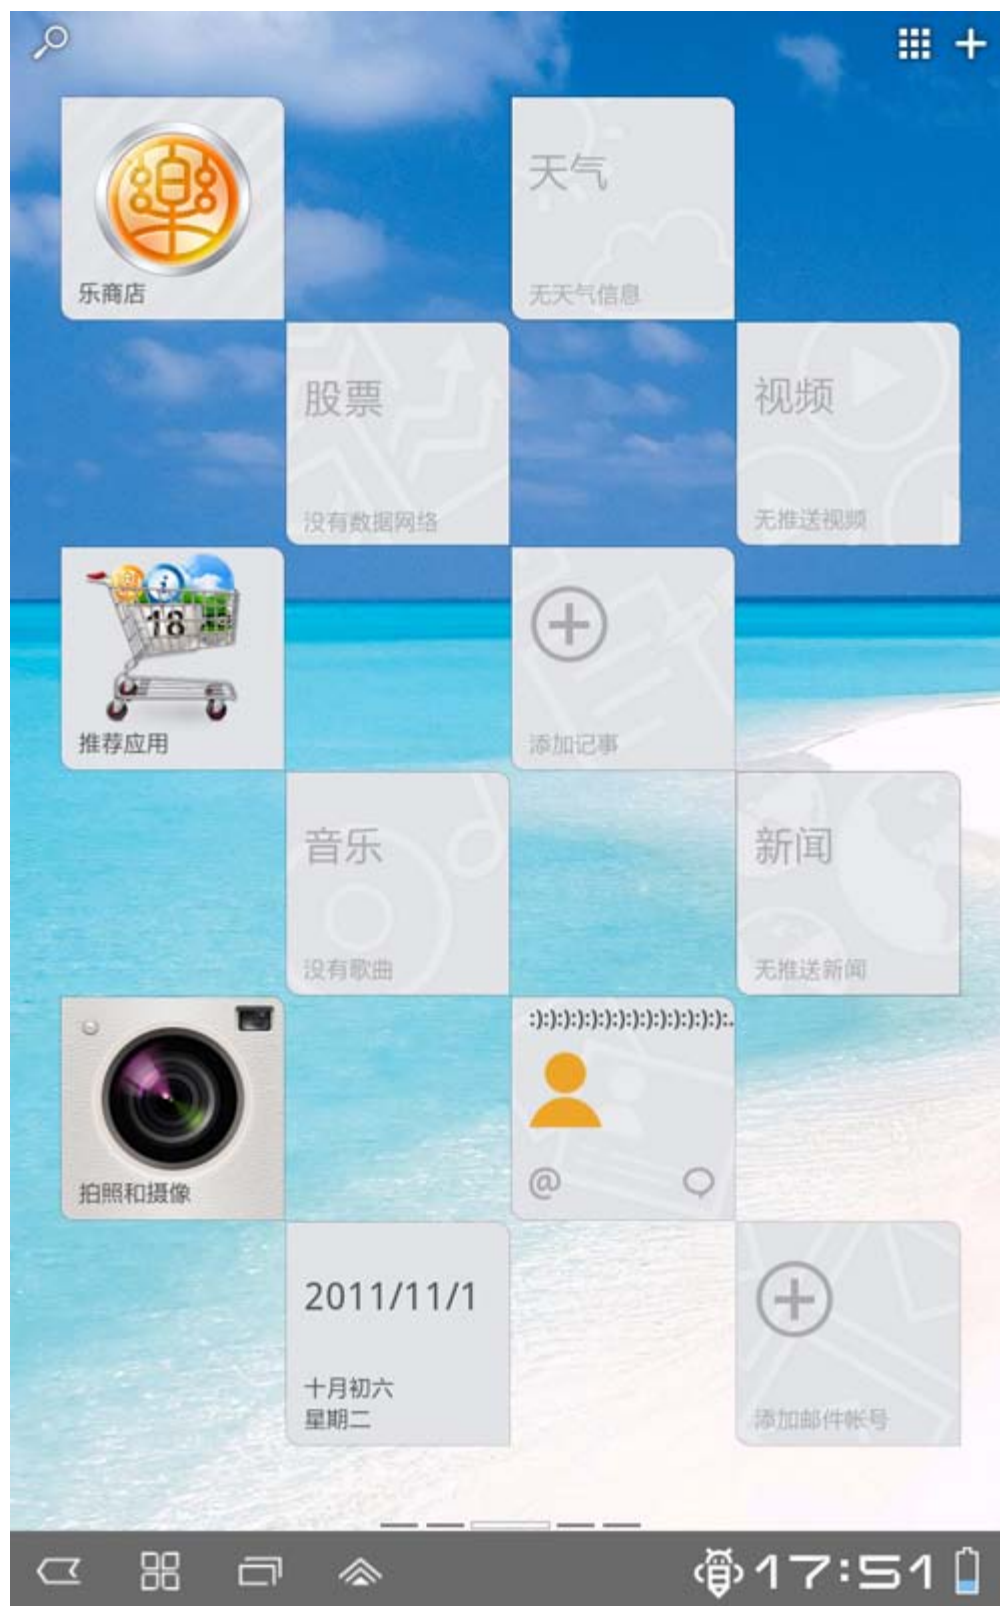 天气
乐商店
无天气信息
股票
视频
没有数据网络
无推送视频
18
推荐应用
添加记事
音乐
新闻
没有歌曲
无推送新闻
:):):):):):):):):):):):):):):.
@
拍照和摄像
2011/11/1
十月初六
星期二
添加邮件帐号
17:51